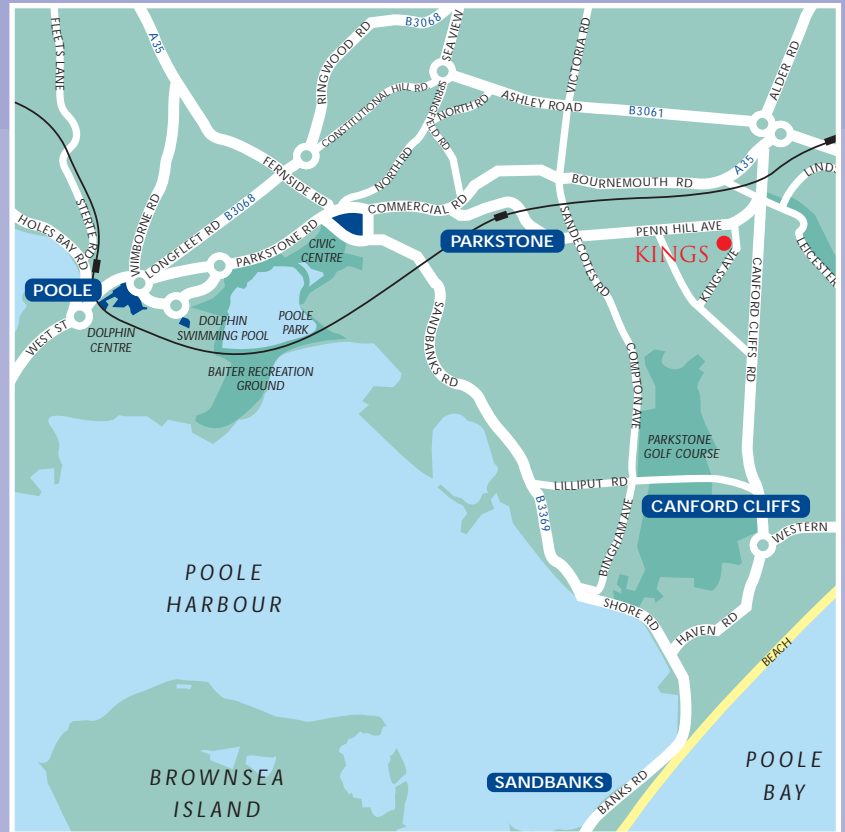 FLEETS LANE
A35
RINGWOOD RD
B3068
SEA VIEW
VICTORIA RD
ALDER RD
CONSTITUTIONAL HILL RD.
SPRINGFIELD RD
NORTH RD
ASHLEY ROAD
B3061
FERNSIDE RD
NORTH RD
COMMERCIAL RD
BOURNEMOUTH RD
A35
LINDS
HOLES BAY RD
STERTE RD
WIMBORNE RD
LONGFLEET RD
B3068
PARKSTONE RD
CIVIC
CENTRE
PARKSTONE
SANDECOTES RD
PENN HILL AVE
KINGS
KINGS AVE
LEICESTER
POOLE
WEST ST
DOLPHIN
CENTRE
DOLPHIN
SWIMMING POOL
POOLE
PARK
BAITER RECREATION
GROUND
SANDBANKS RD
COMPTON AVE
CANFORD CLIFFS RD
PARKSTONE
GOLF COURSE
LILLIPUT RD
B3369
BINGHAM AVE
CANFORD CLIFFS
WESTERN
POOLE
HARBOUR
SHORE RD
HAVEN RD
BEACH
BROWNSEA
ISLAND
SANDBANKS
BANKS RD
POOLE
BAY